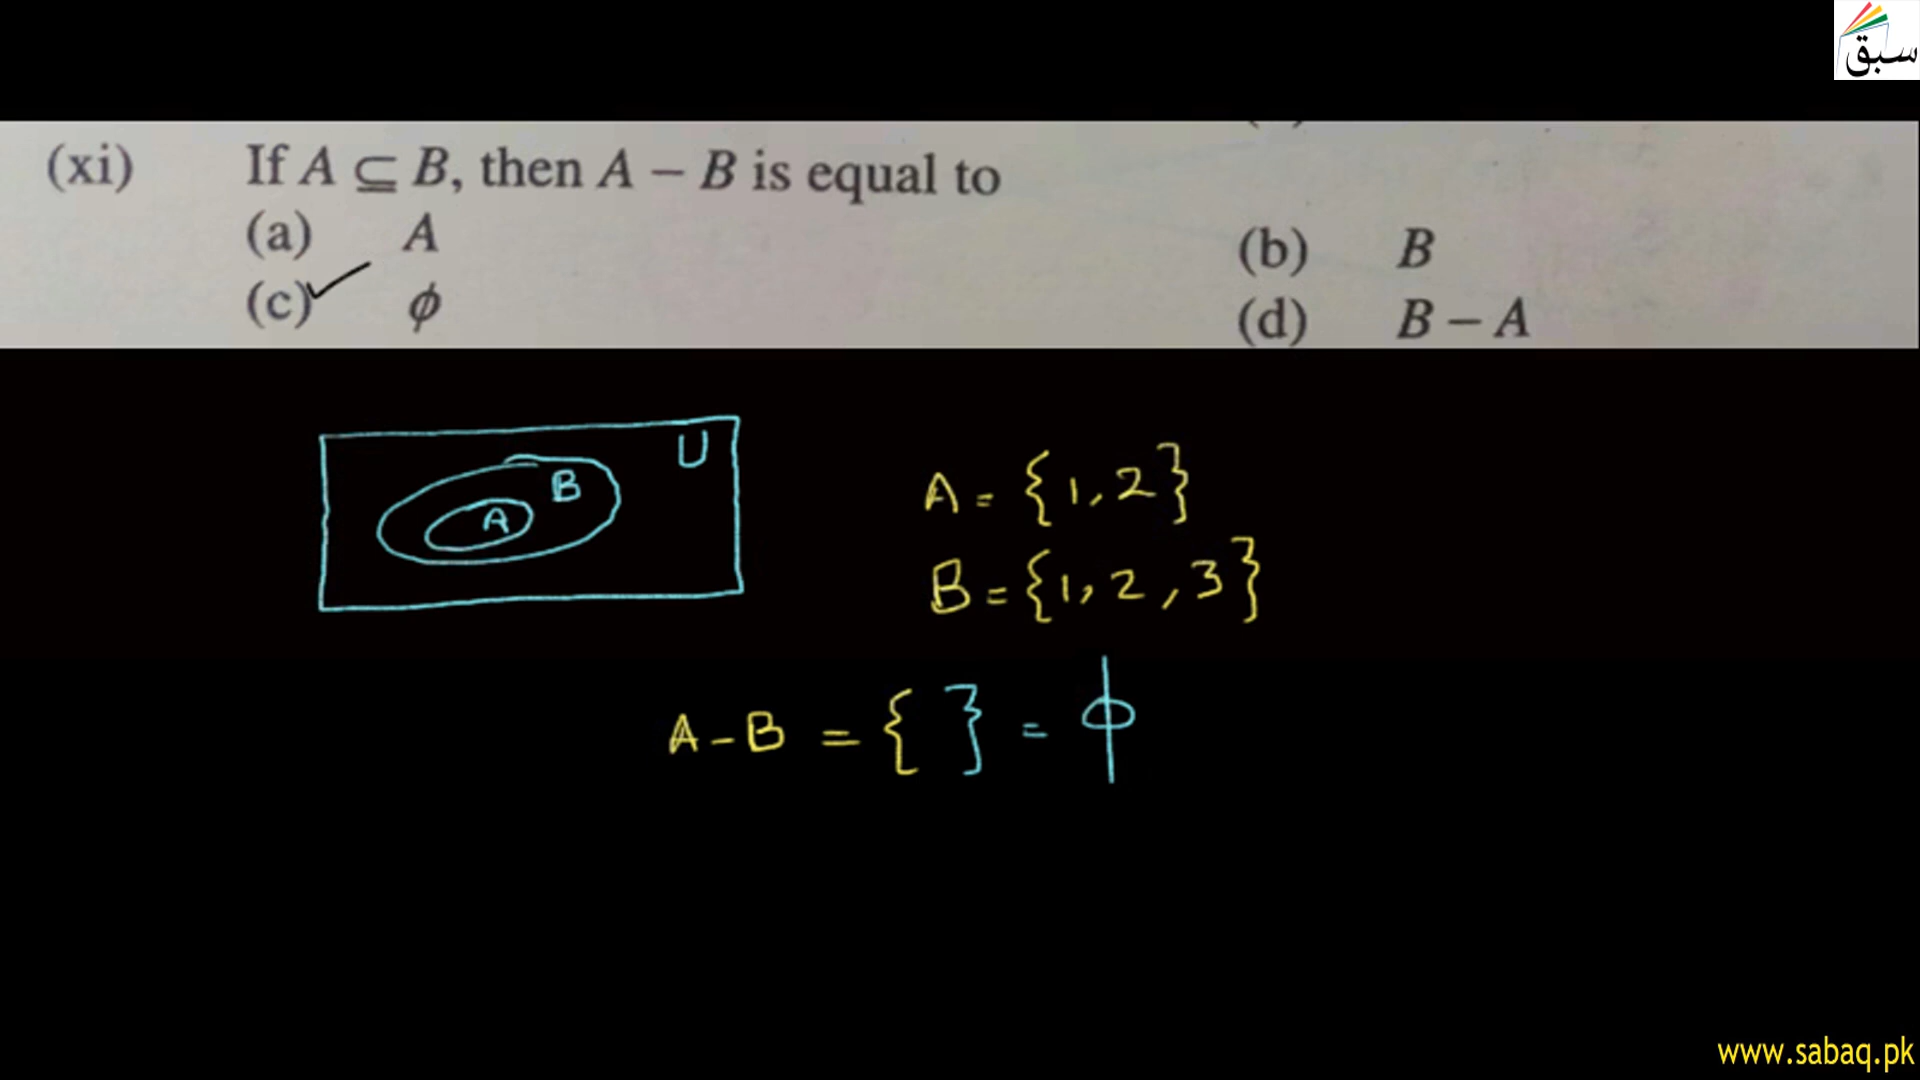 سبق
(xi) If A ⊆ B, then A – B is equal to
(a) A (b) B
(c) ✓ ϕ (d) B – A
U
B
A
A = {1, 2}
B = {1, 2, 3}
A - B = { } = ϕ
www.sabaq.pk